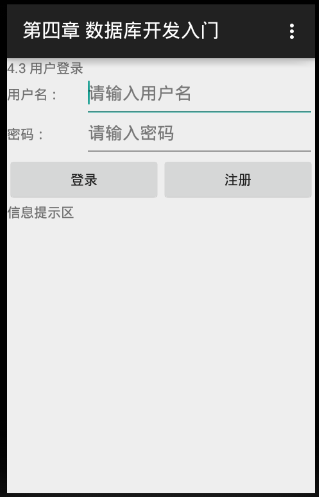 第四章 数据库开发入门
4.3 用户登录
用户名： 请输入用户名
密码： 请输入密码
登录 注册
信息提示区